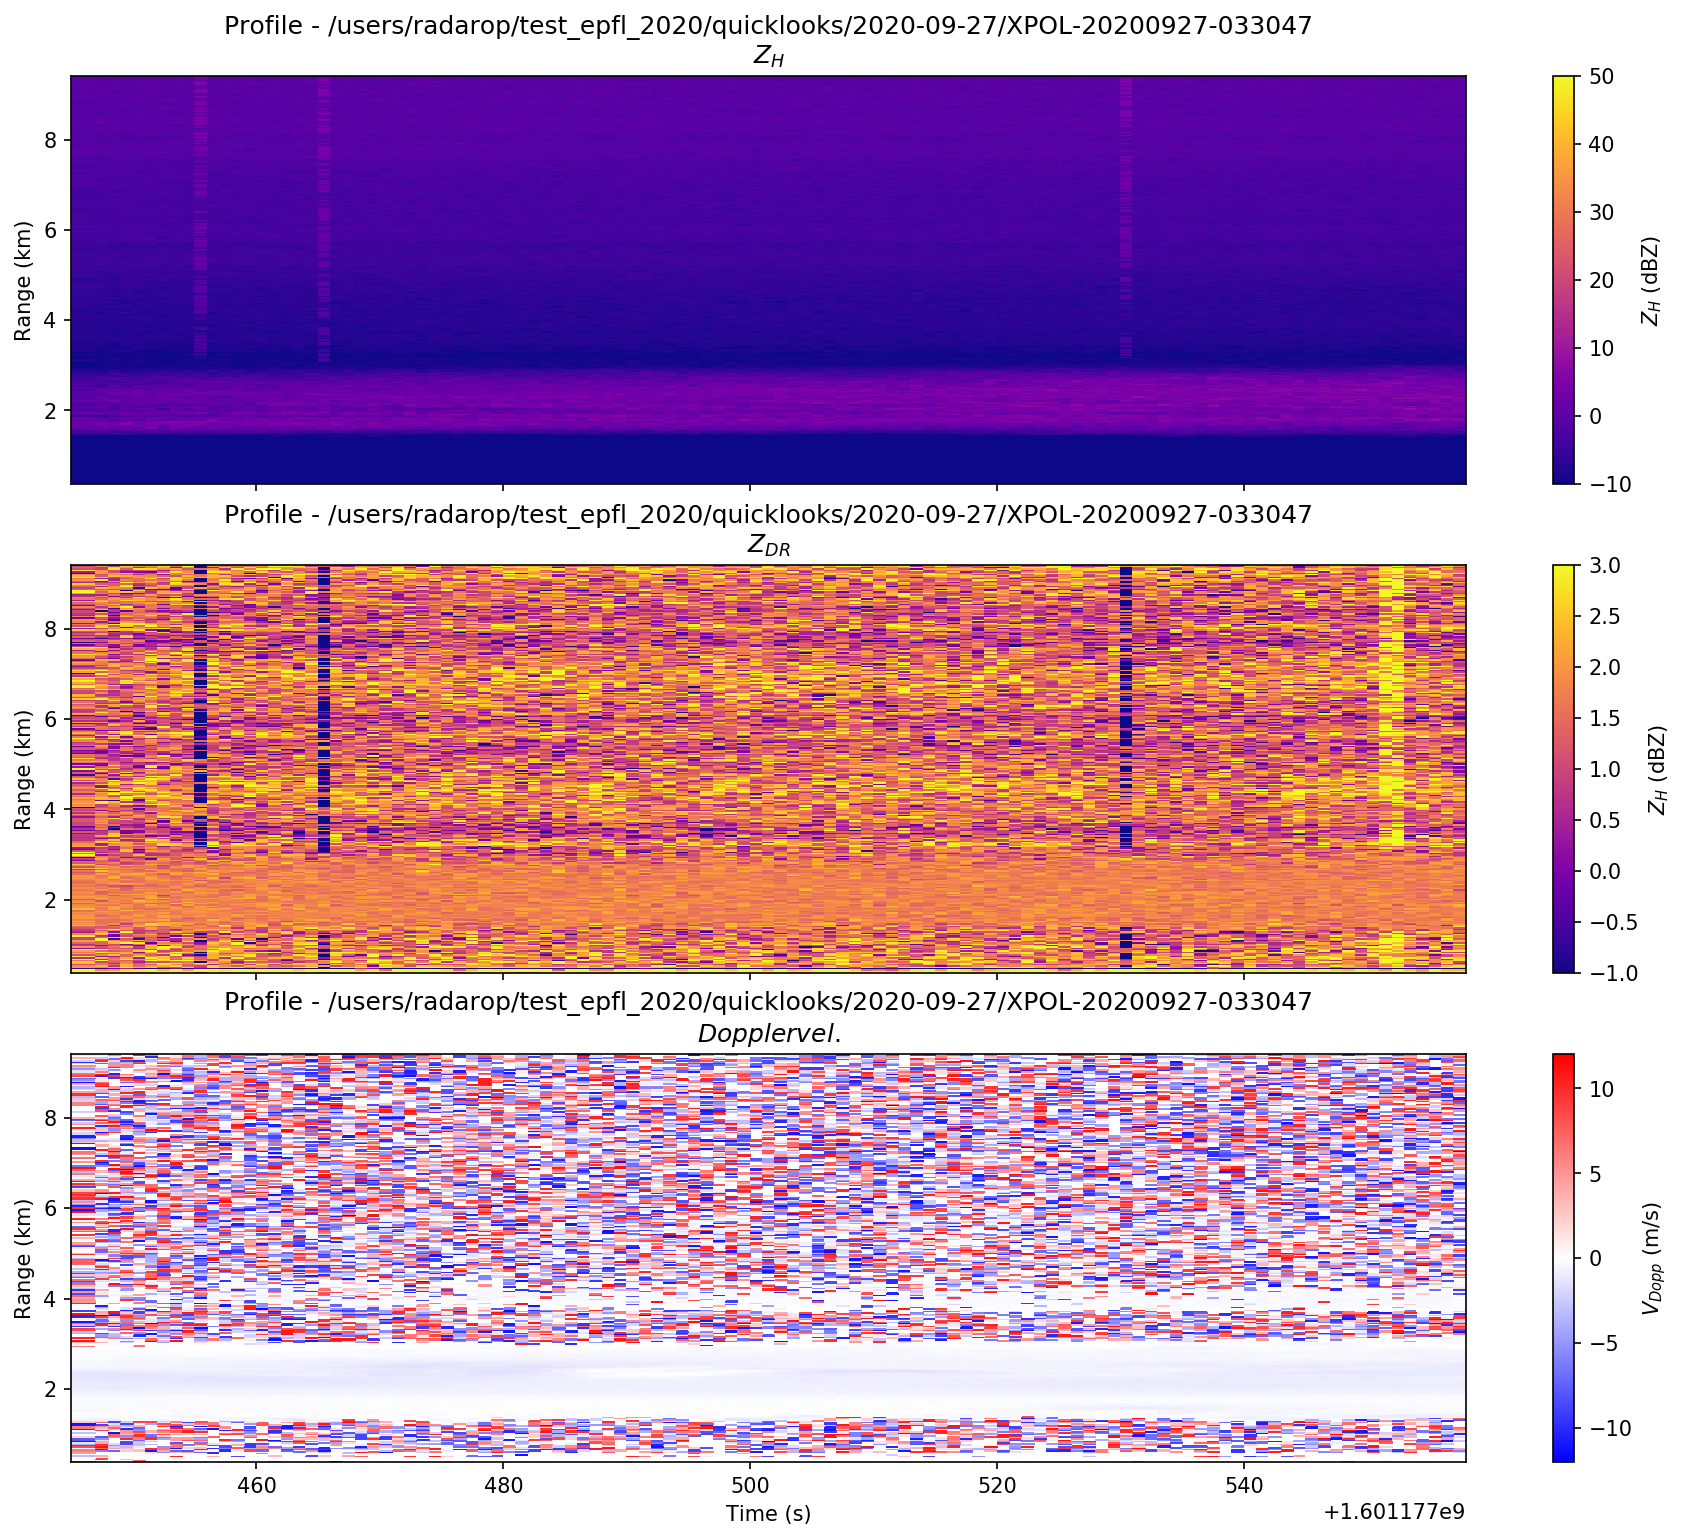 Profile - /users/radarop/test_epfl_2020/quicklooks/2020-09-27/XPOL-20200927-033047
Z_H
8
6
4
2
Range (km)
50
40
30
20
10
0
−10
Z_H (dBZ)
Profile - /users/radarop/test_epfl_2020/quicklooks/2020-09-27/XPOL-20200927-033047
Z_DR
8
6
4
2
Range (km)
3.0
2.5
2.0
1.5
1.0
0.5
0.0
−0.5
−1.0
Z_H (dBZ)
Profile - /users/radarop/test_epfl_2020/quicklooks/2020-09-27/XPOL-20200927-033047
Dopplervel.
8
6
4
2
Range (km)
460 480 500 520 540
Time (s)
+1.601177e9
10
5
0
−5
−10
V_Dopp (m/s)